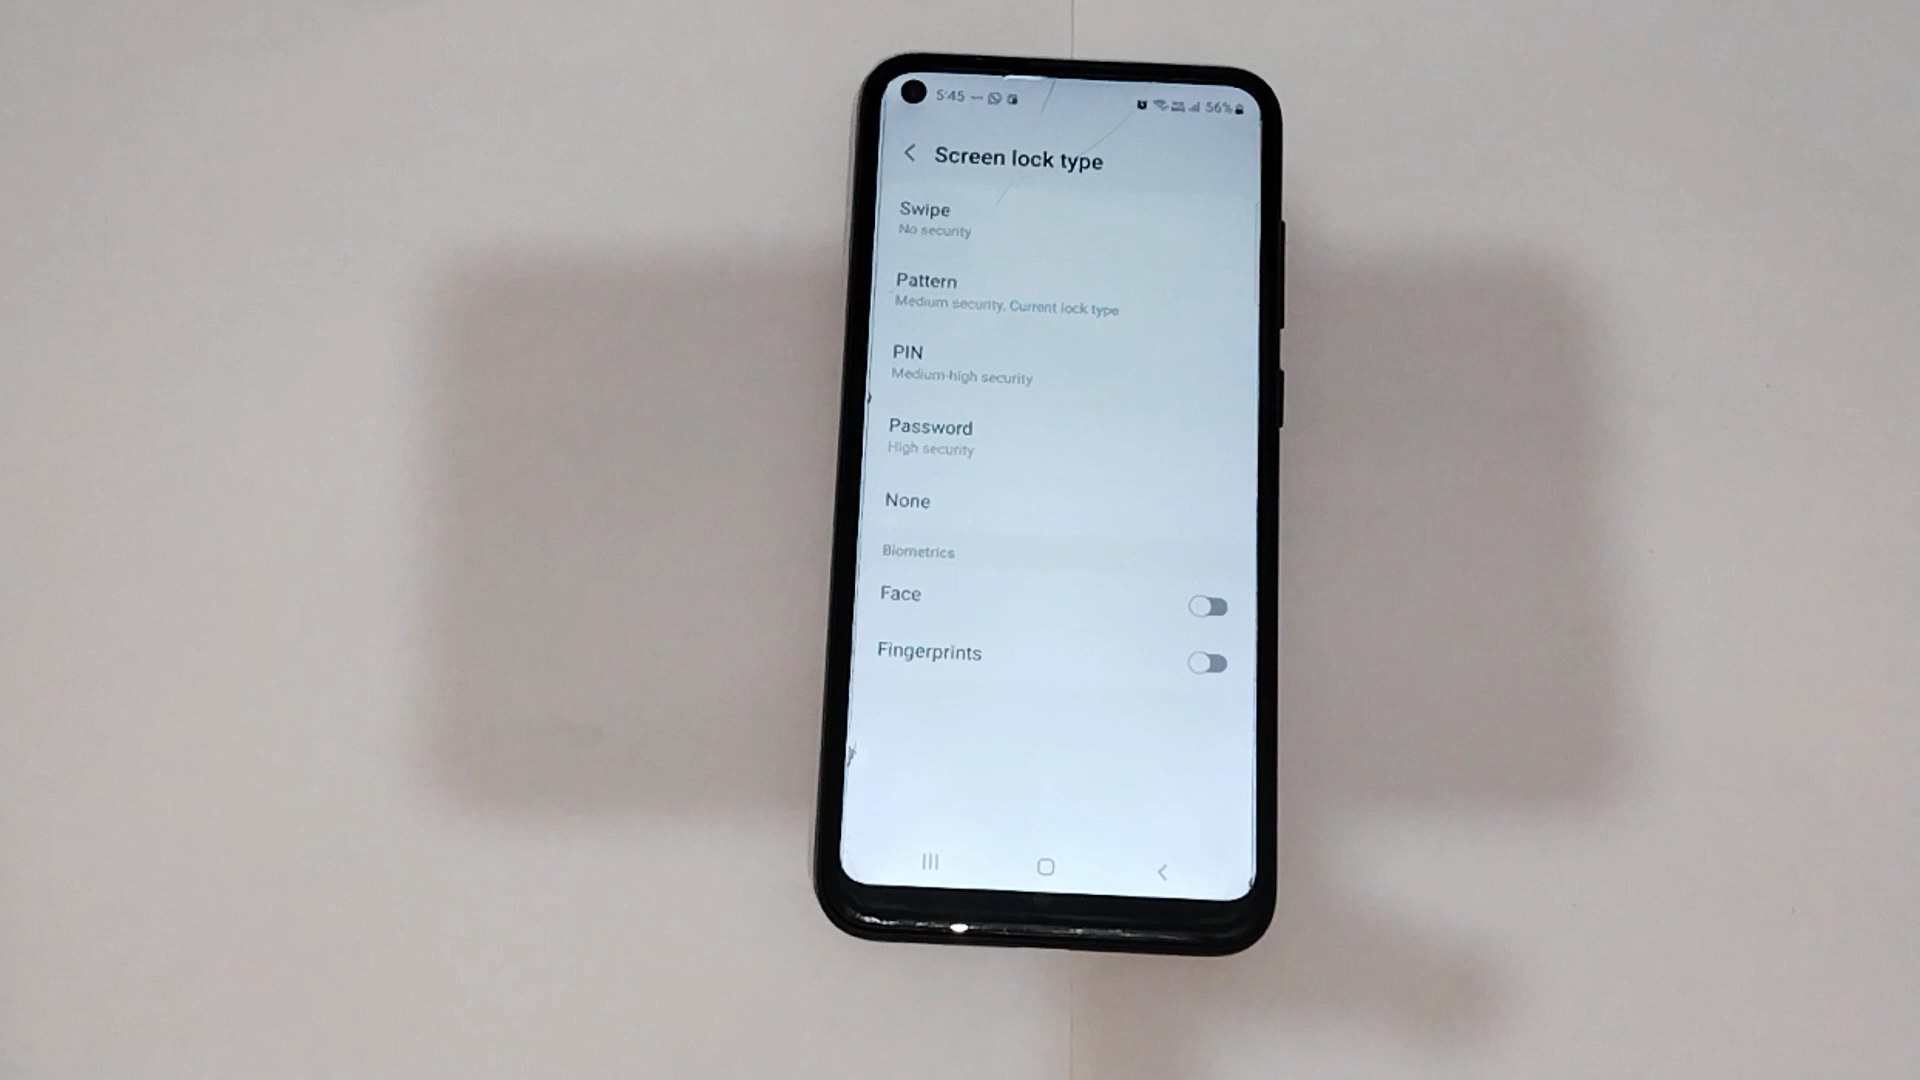 5:45
56%
Screen lock type
Swipe
No security
Pattern
Medium security, Current lock type
PIN
Medium-high security
Password
High security
None
Biometrics
Face
Fingerprints